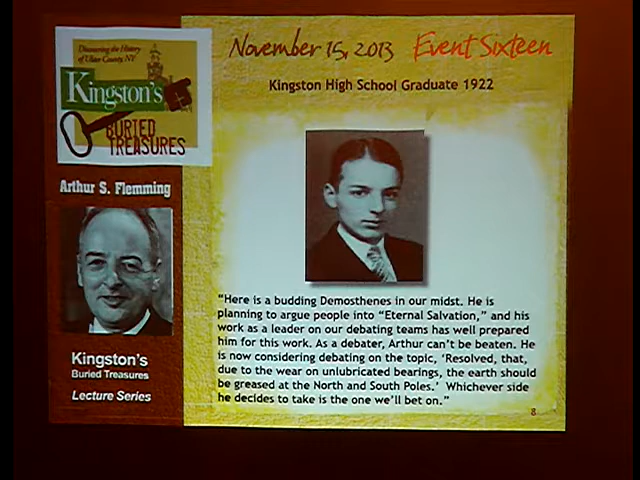 November 15, 2013 Event Sixteen
Kingston High School Graduate 1922
Discovering the History
of Ulster County, NY
Kingston's
BURIED
TREASURES
Arthur S. Flemming
Kingston's
Buried Treasures
Lecture Series
"Here is a budding Demosthenes in our midst. He is
planning to argue people into "Eternal Salvation," and his
work as a leader on our debating teams has well prepared
him for this work. As a debater, Arthur can't be beaten. He
is now considering debating on the topic, 'Resolved, that,
due to the wear on unlubricated bearings, the earth should
be greased at the North and South Poles.' Whichever side
he decides to take is the one we'll bet on."
8